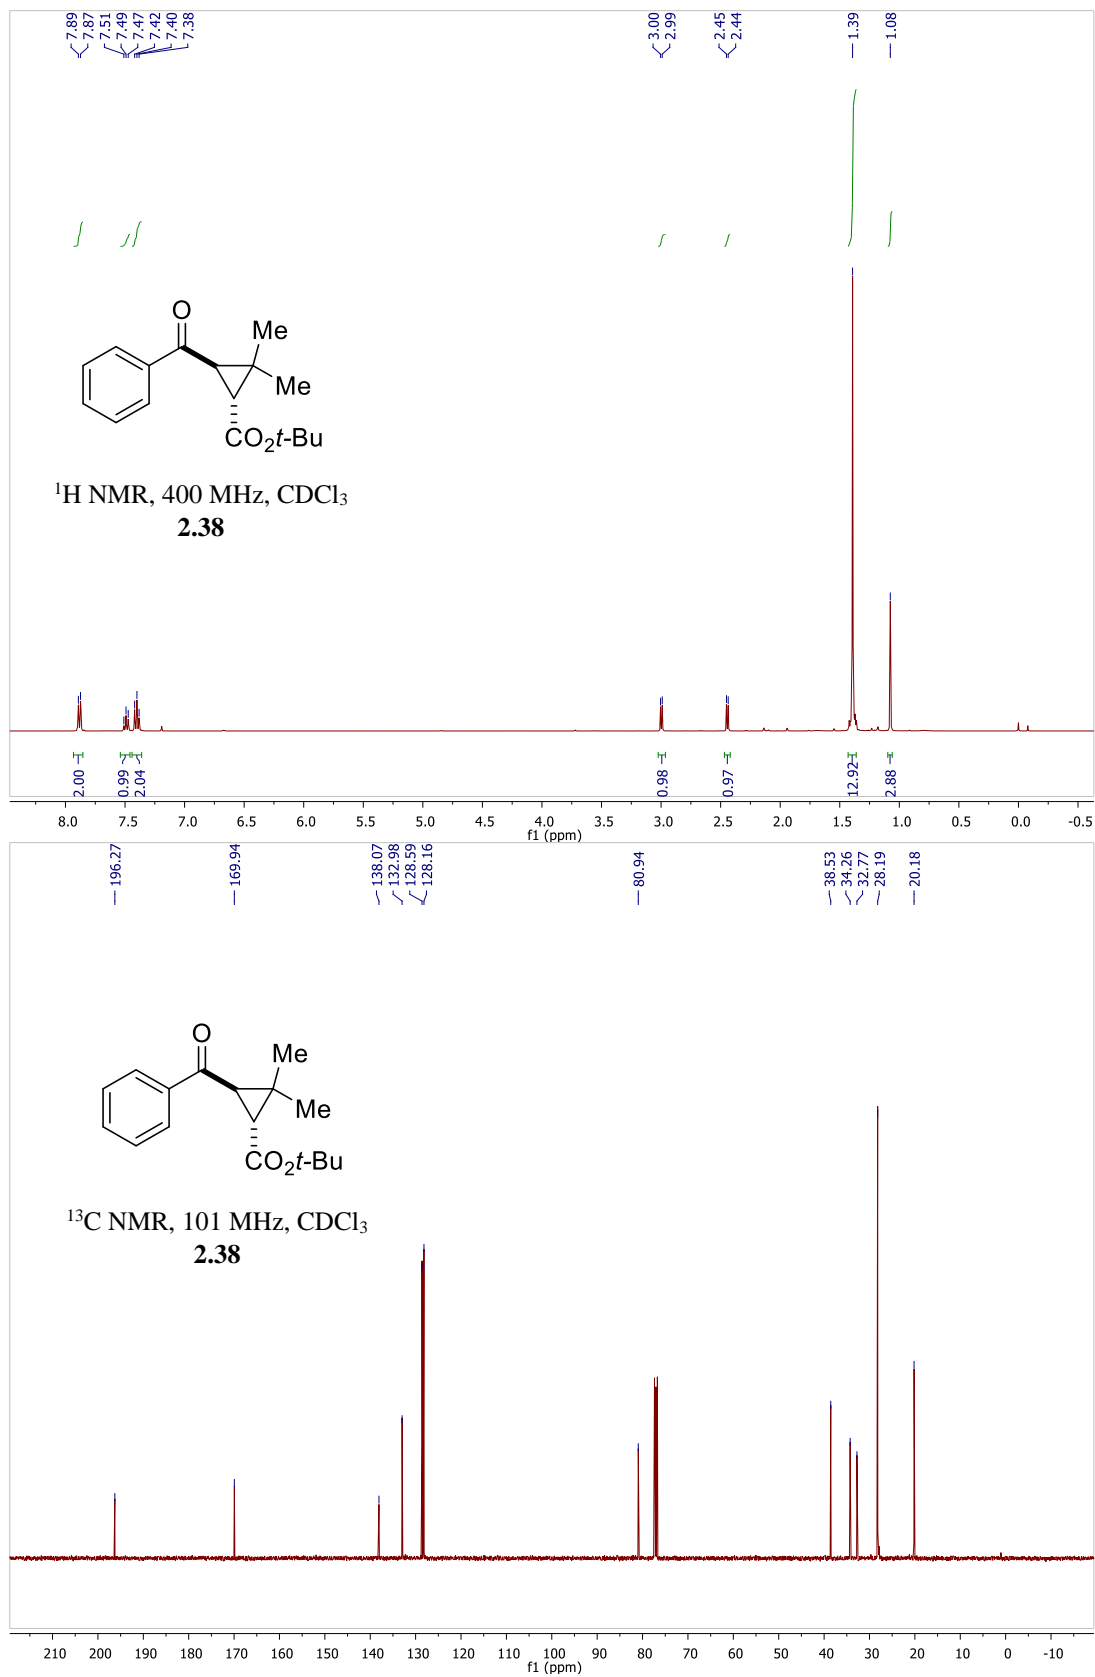 7.89 7.87 7.51 7.49 7.47 7.42 7.40 7.38 3.00 2.99 2.45 2.44 1.39 1.08
O
Me
Me
CO2t-Bu
1H NMR, 400 MHz, CDCl3
2.38
2.00 0.99 2.04 0.98 0.97 12.92 2.88
8.0 7.5 7.0 6.5 6.0 5.5 5.0 4.5 4.0 3.5 3.0 2.5 2.0 1.5 1.0 0.5 0.0 -0.5
f1 (ppm)
196.27 169.94 138.07 132.98 128.59 128.16 80.94 38.53 34.26 32.77 28.19 20.18
O
Me
Me
CO2t-Bu
13C NMR, 101 MHz, CDCl3
2.38
210 200 190 180 170 160 150 140 130 120 110 100 90 80 70 60 50 40 30 20 10 0 -10
f1 (ppm)